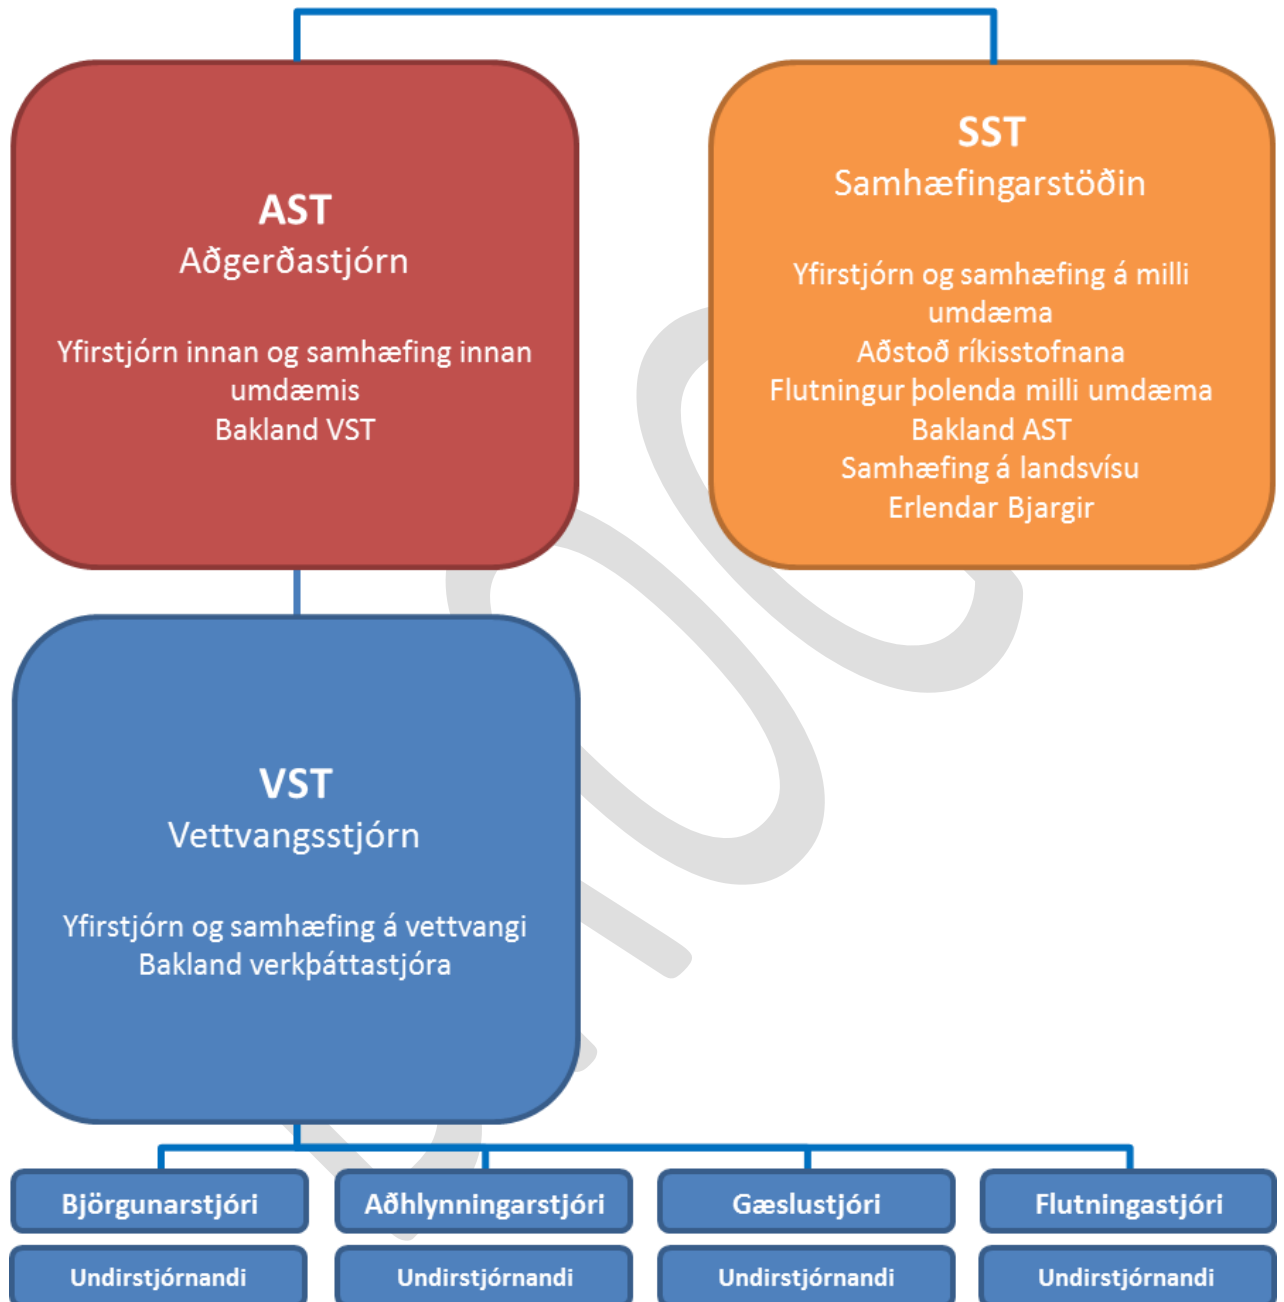 AST
Aðgerðastjórn
Yfirstjórn innan og samhæfing innan
umdæmis
Bakland VST
SST
Samhæfingarstöðin
Yfirstjórn og samhæfing á milli
umdæma
Aðstoð ríkisstofnana
Flutningur þolenda milli umdæma
Bakland AST
Samhæfing á landsvísu
Erlendar Bjargir
VST
Vettvangsstjórn
Yfirstjórn og samhæfing á vettvangi
Bakland verkþáttastjóra
Björgunarstjóri
Aðhlynningarstjóri
Gæslustjóri
Flutningastjóri
Undirstjórnandi
Undirstjórnandi
Undirstjórnandi
Undirstjórnandi